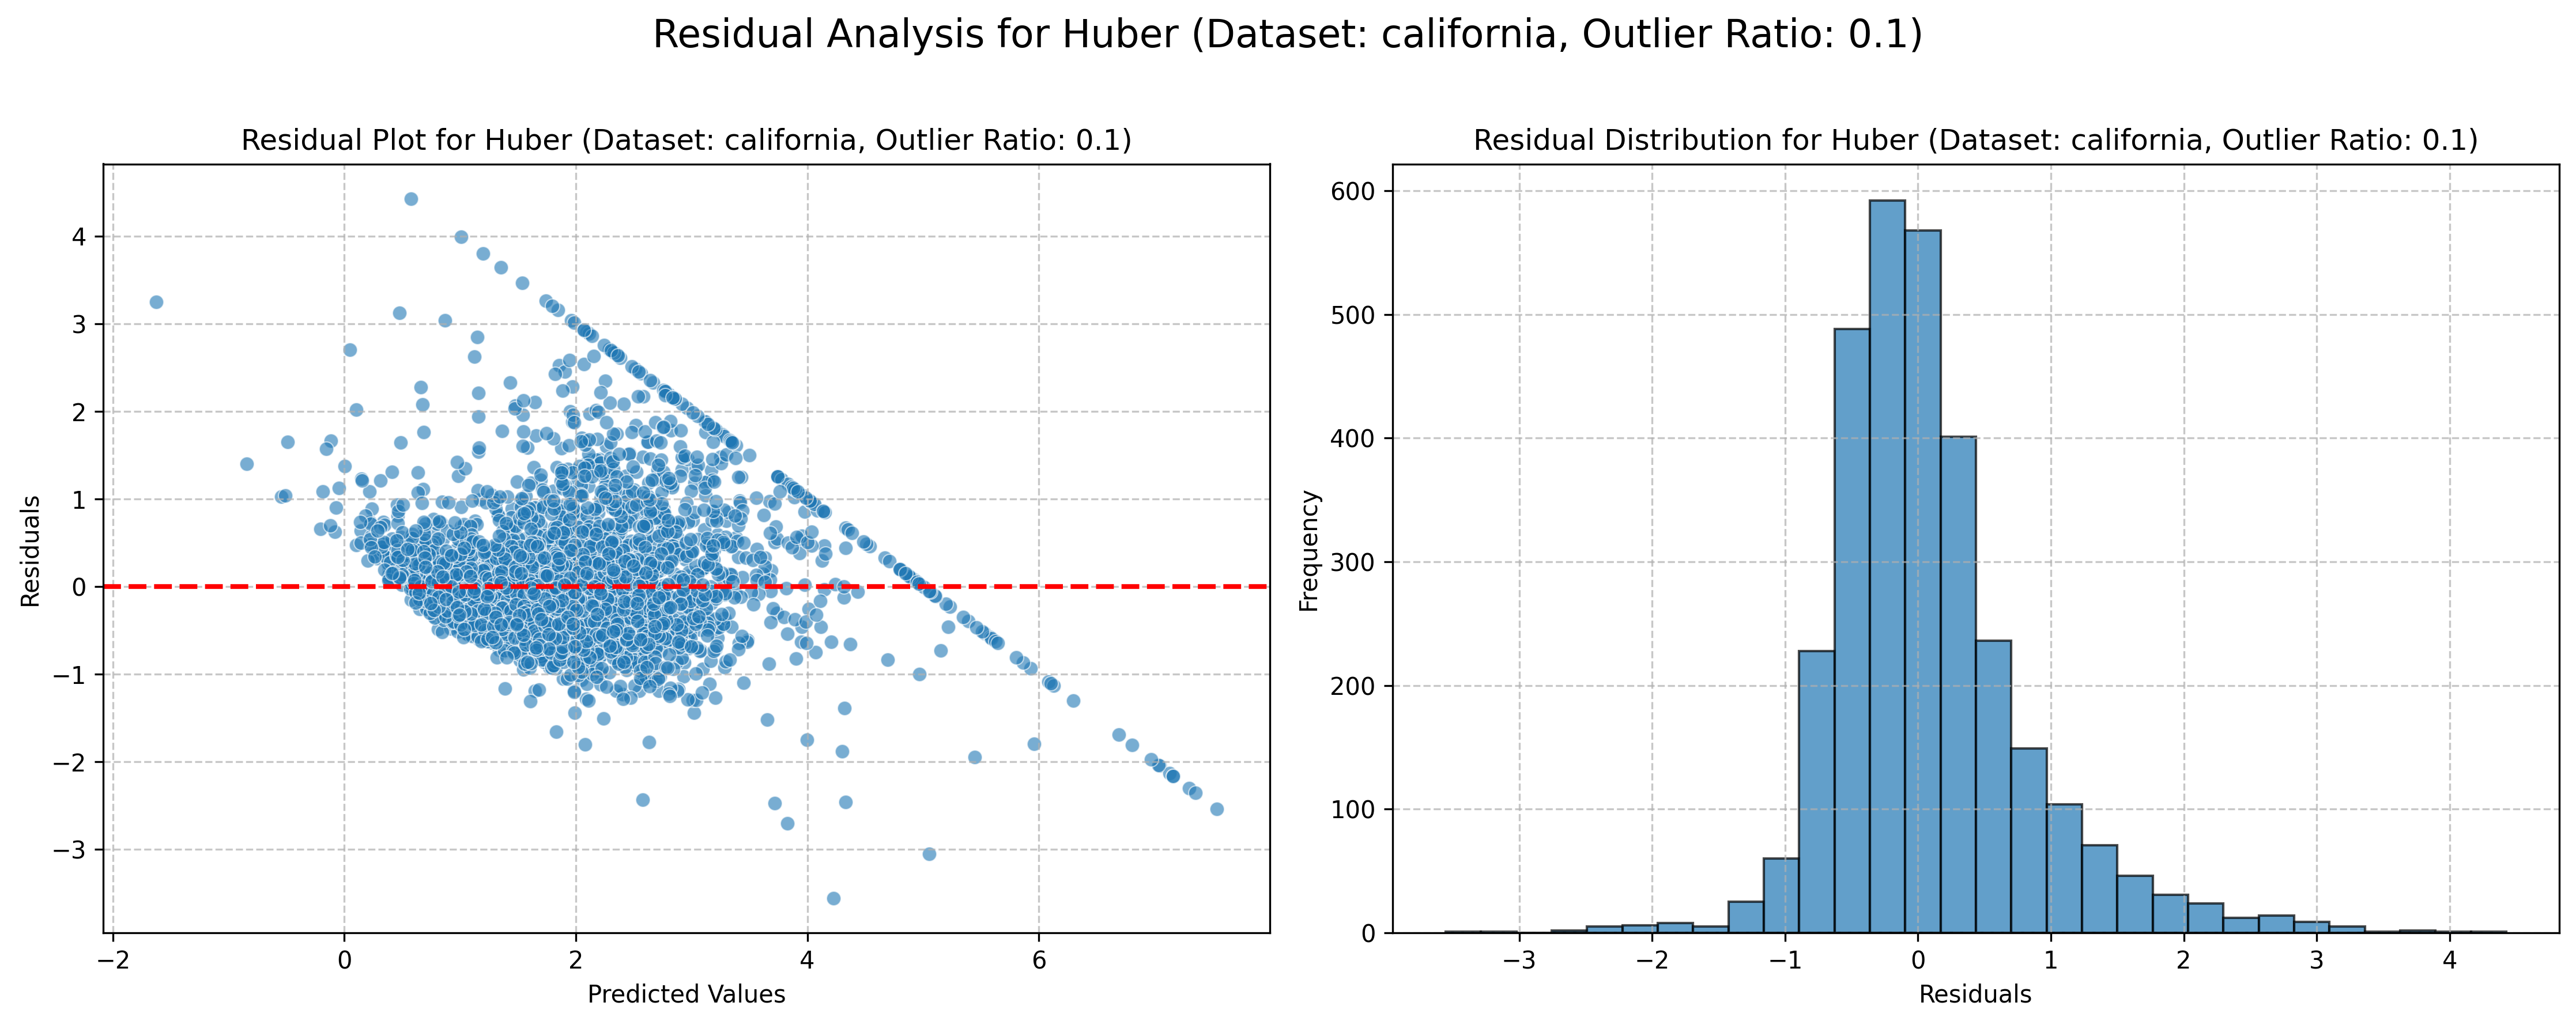 Residual Analysis for Huber (Dataset: california, Outlier Ratio: 0.1)
Residual Plot for Huber (Dataset: california, Outlier Ratio: 0.1)
4
3
2
1
0
−1
−2
−3
Residuals
−2 0 2 4 6
Predicted Values
Residual Distribution for Huber (Dataset: california, Outlier Ratio: 0.1)
600
500
400
300
200
100
0
Frequency
−3 −2 −1 0 1 2 3 4
Residuals